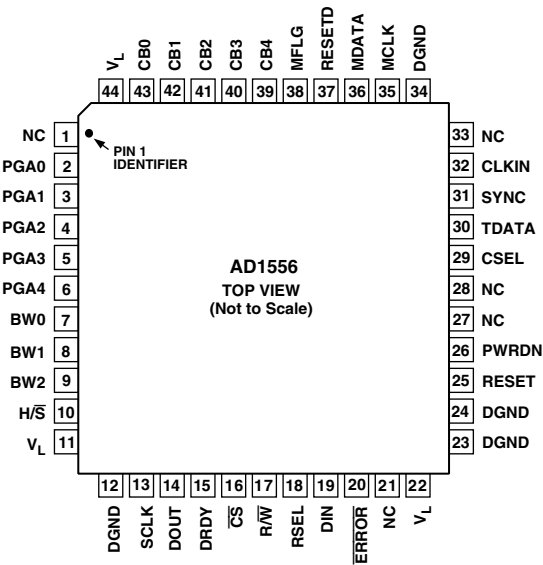 V_L CB0 CB1 CB2 CB3 CB4 MFLG RESETD MDATA MCLK DGND
44 43 42 41 40 39 38 37 36 35 34
NC 1
PGA0 2
PGA1 3
PGA2 4
PGA3 5
PGA4 6
BW0 7
BW1 8
BW2 9
H/S̅ 10
V_L 11
PIN 1
IDENTIFIER
AD1556
TOP VIEW
(Not to Scale)
33 NC
32 CLKIN
31 SYNC
30 TDATA
29 CSEL
28 NC
27 NC
26 PWRDN
25 RESET
24 DGND
23 DGND
12 13 14 15 16 17 18 19 20 21 22
DGND SCLK DOUT DRDY C̅S̅ R/W̅ RSEL DIN E̅R̅R̅O̅R̅ NC V_L